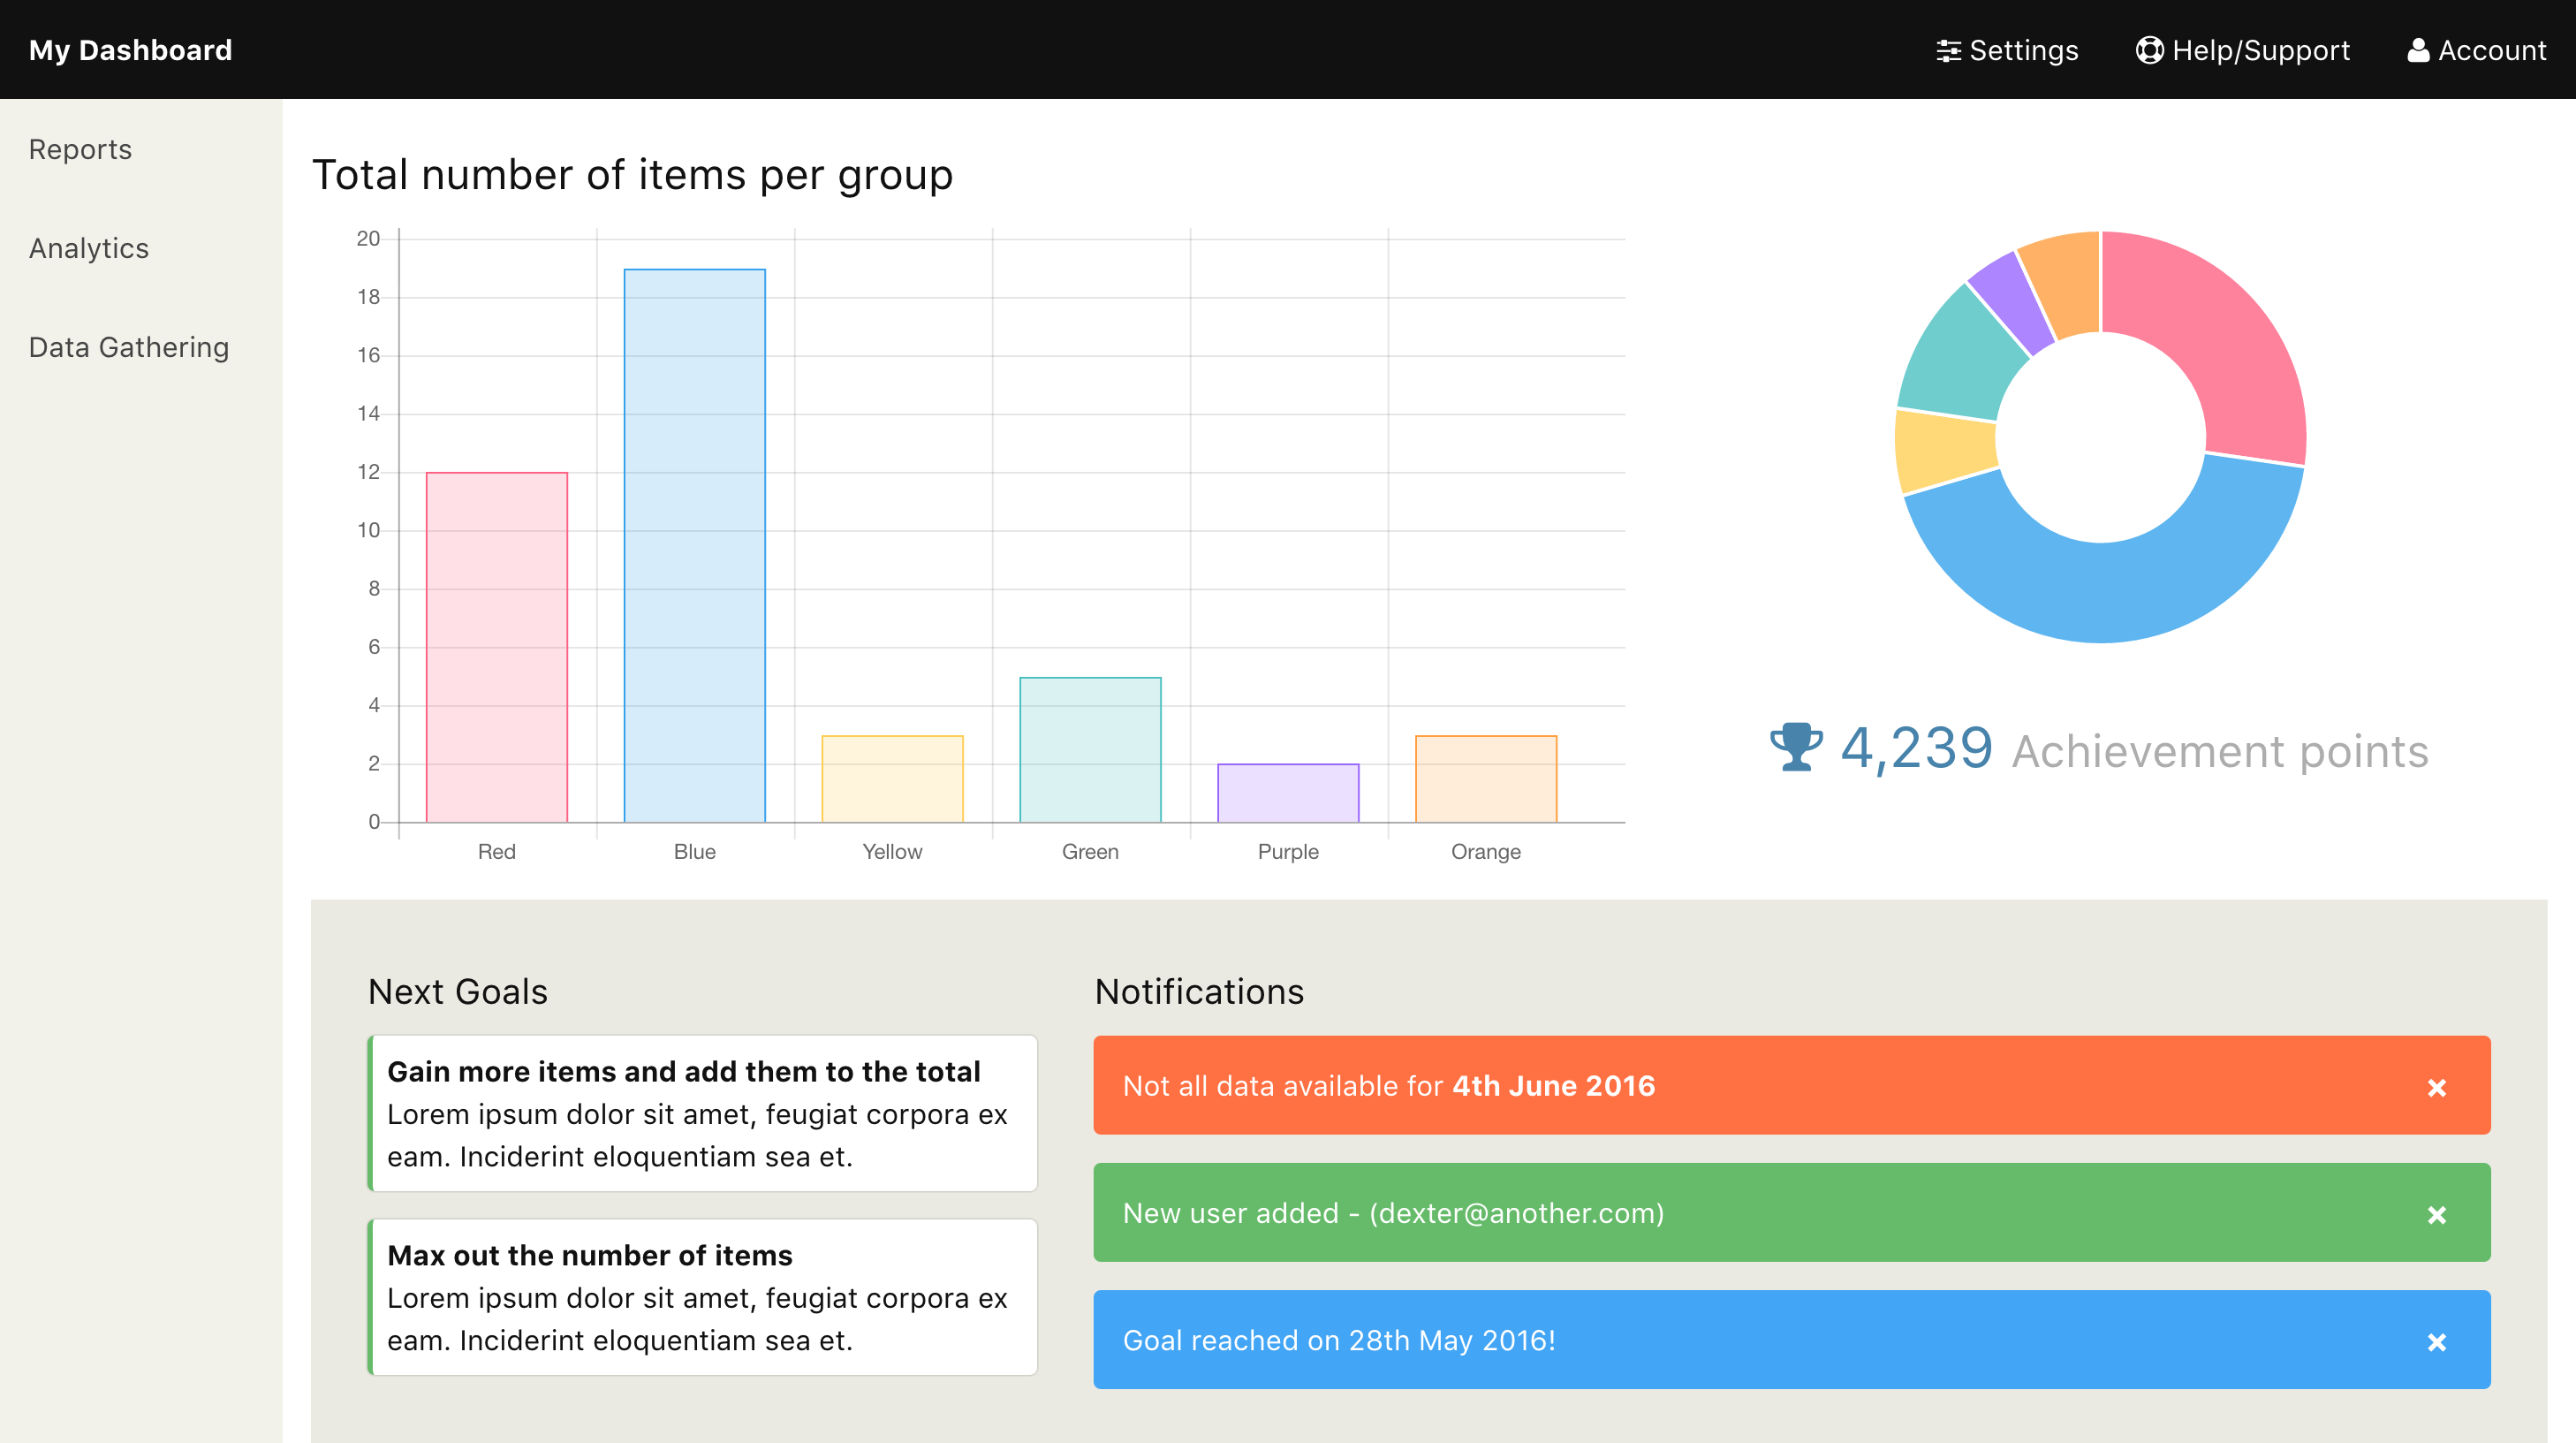 My Dashboard
Settings
Help/Support
Account
Reports
Analytics
Data Gathering
Total number of items per group
20
18
16
14
12
10
8
6
4
2
0
Red
Blue
Yellow
Green
Purple
Orange
4,239 Achievement points
Next Goals
Gain more items and add them to the total
Lorem ipsum dolor sit amet, feugiat corpora ex
eam. Inciderint eloquentiam sea et.
Max out the number of items
Lorem ipsum dolor sit amet, feugiat corpora ex
eam. Inciderint eloquentiam sea et.
Notifications
Not all data available for 4th June 2016
New user added - (dexter@another.com)
Goal reached on 28th May 2016!